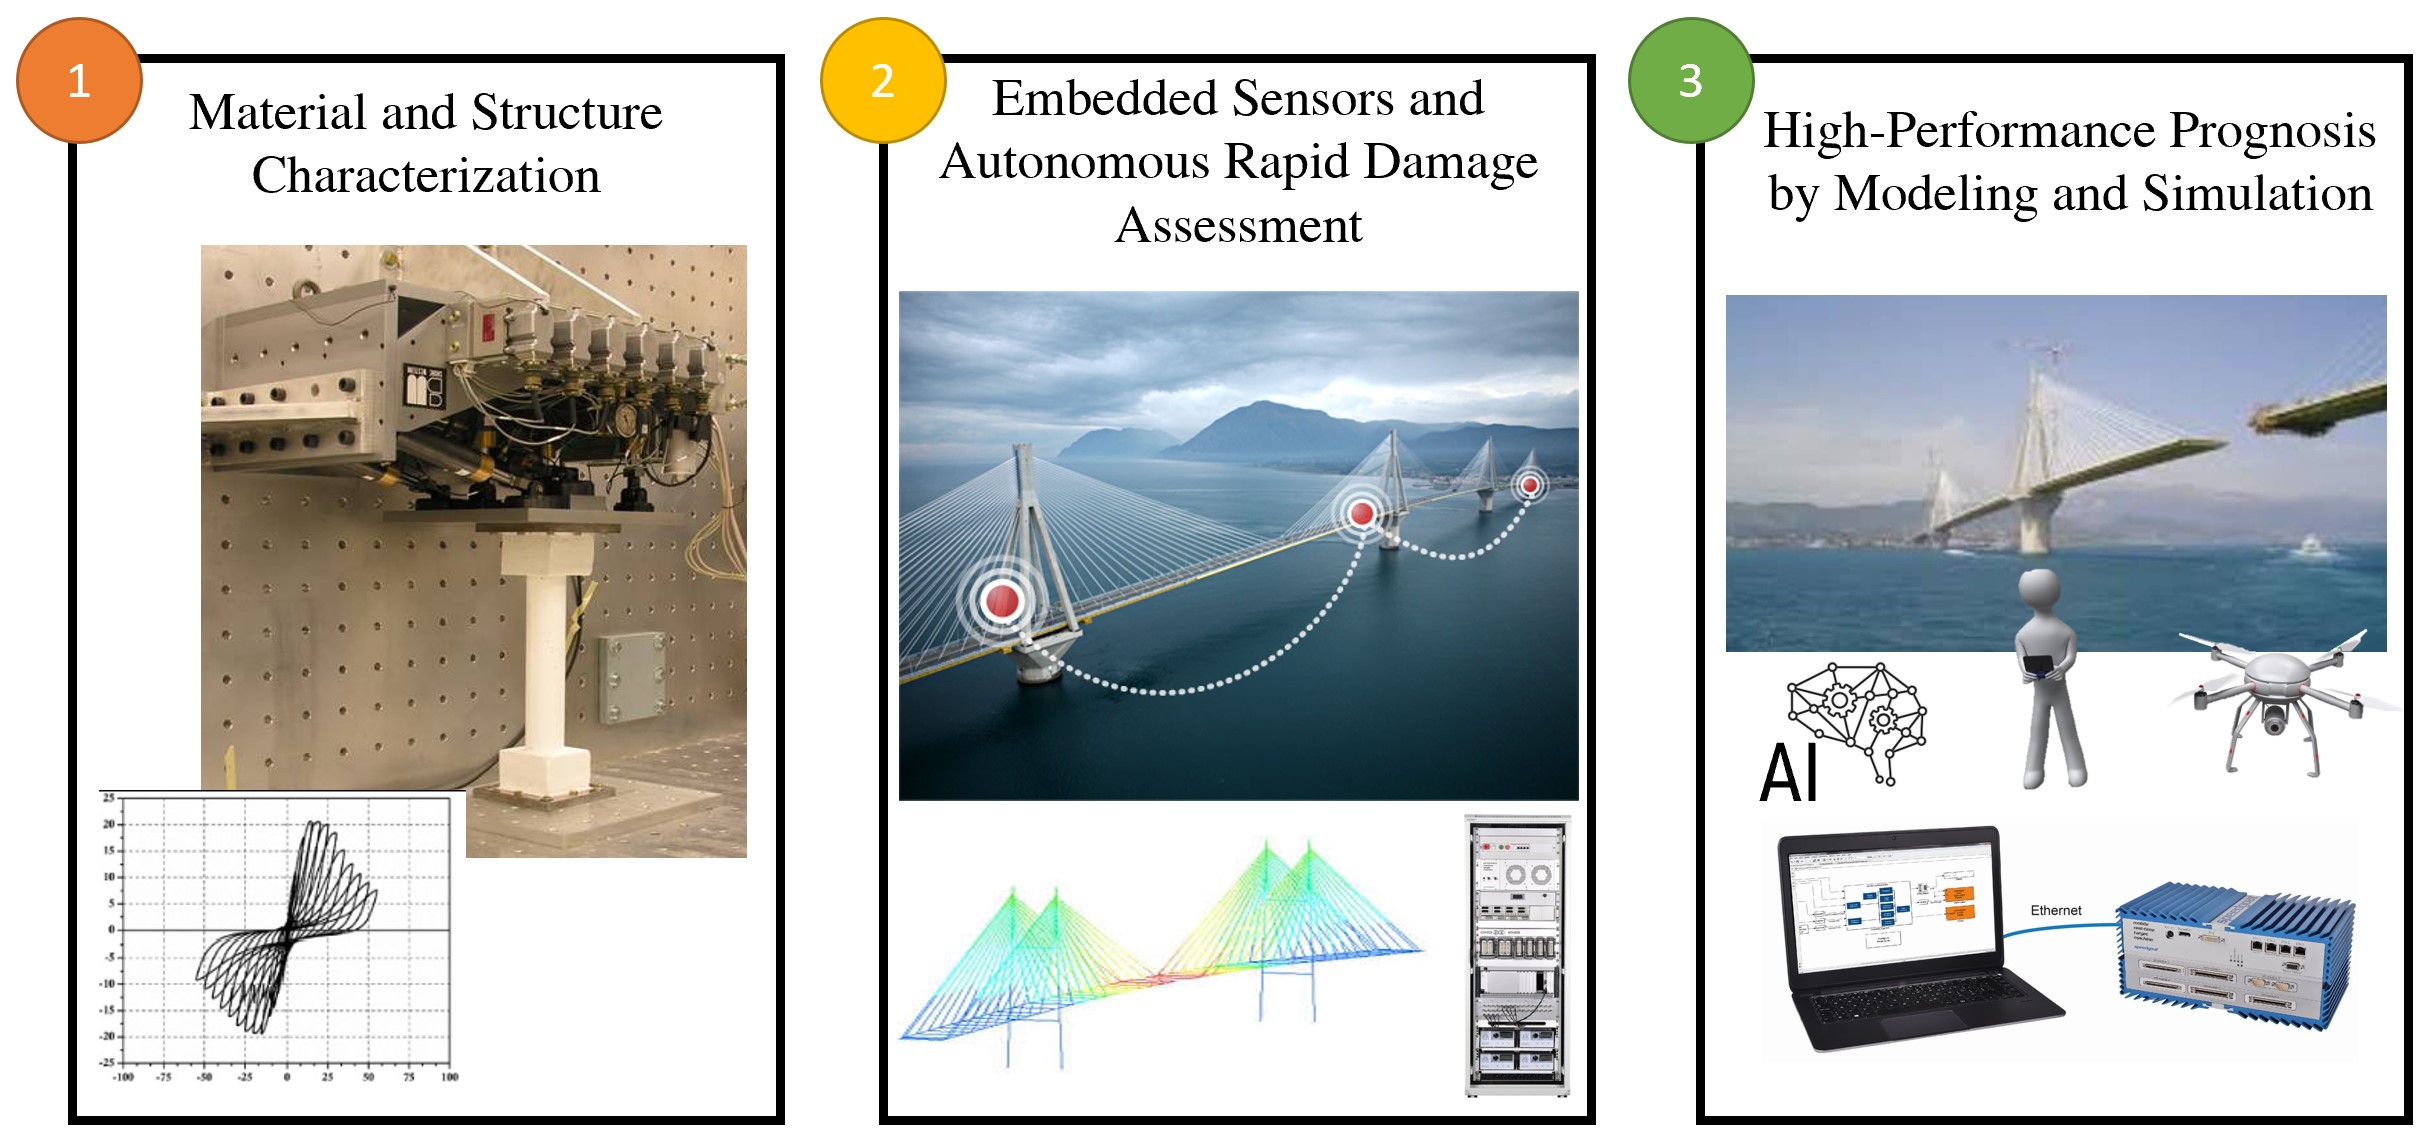 1
Material and Structure
Characterization
25
20
15
10
5
0
-5
-10
-15
-20
-25
-100 -75 -50 -25 0 25 50 75 100
2
Embedded Sensors and
Autonomous Rapid Damage
Assessment
3
High-Performance Prognosis
by Modeling and Simulation
AI
Ethernet